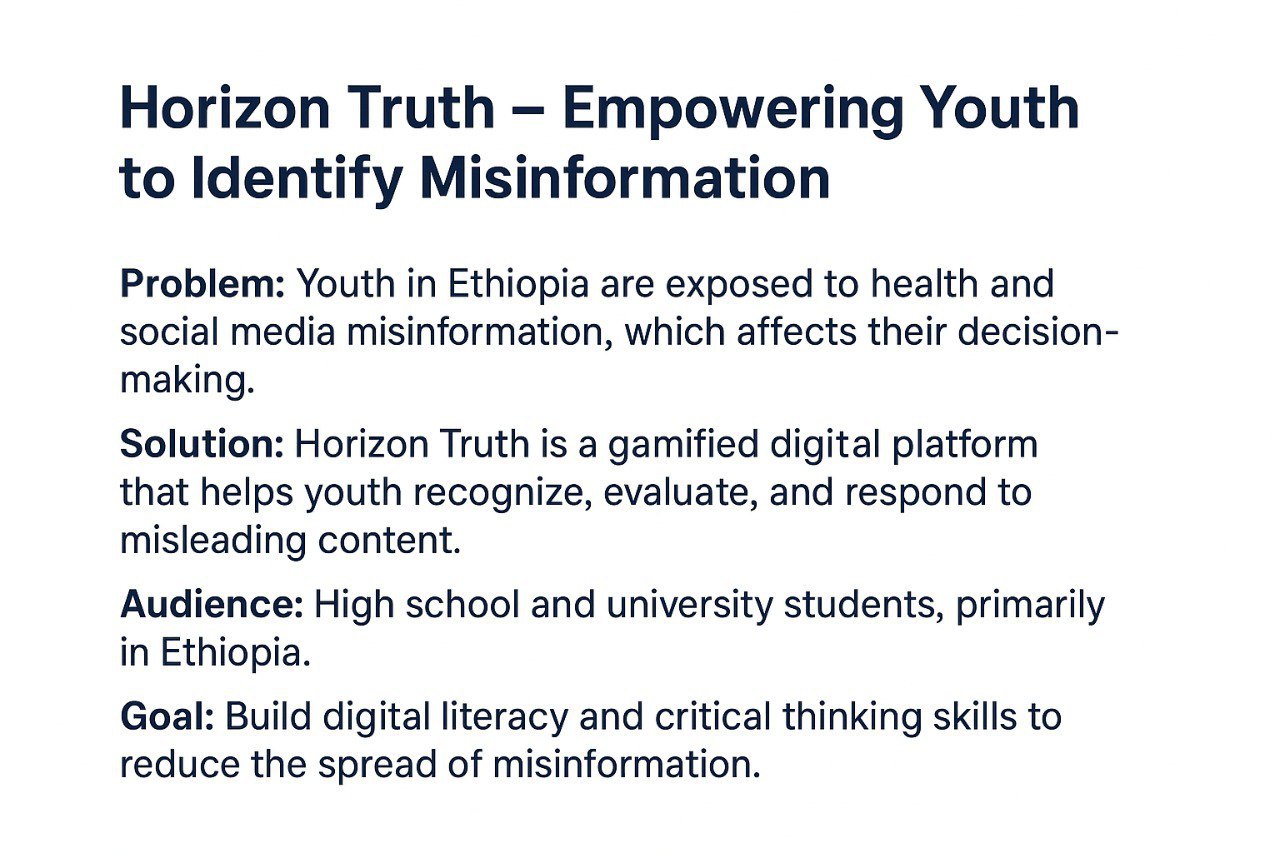 Horizon Truth – Empowering Youth
to Identify Misinformation
Problem: Youth in Ethiopia are exposed to health and
social media misinformation, which affects their decision-
making.
Solution: Horizon Truth is a gamified digital platform
that helps youth recognize, evaluate, and respond to
misleading content.
Audience: High school and university students, primarily
in Ethiopia.
Goal: Build digital literacy and critical thinking skills to
reduce the spread of misinformation.